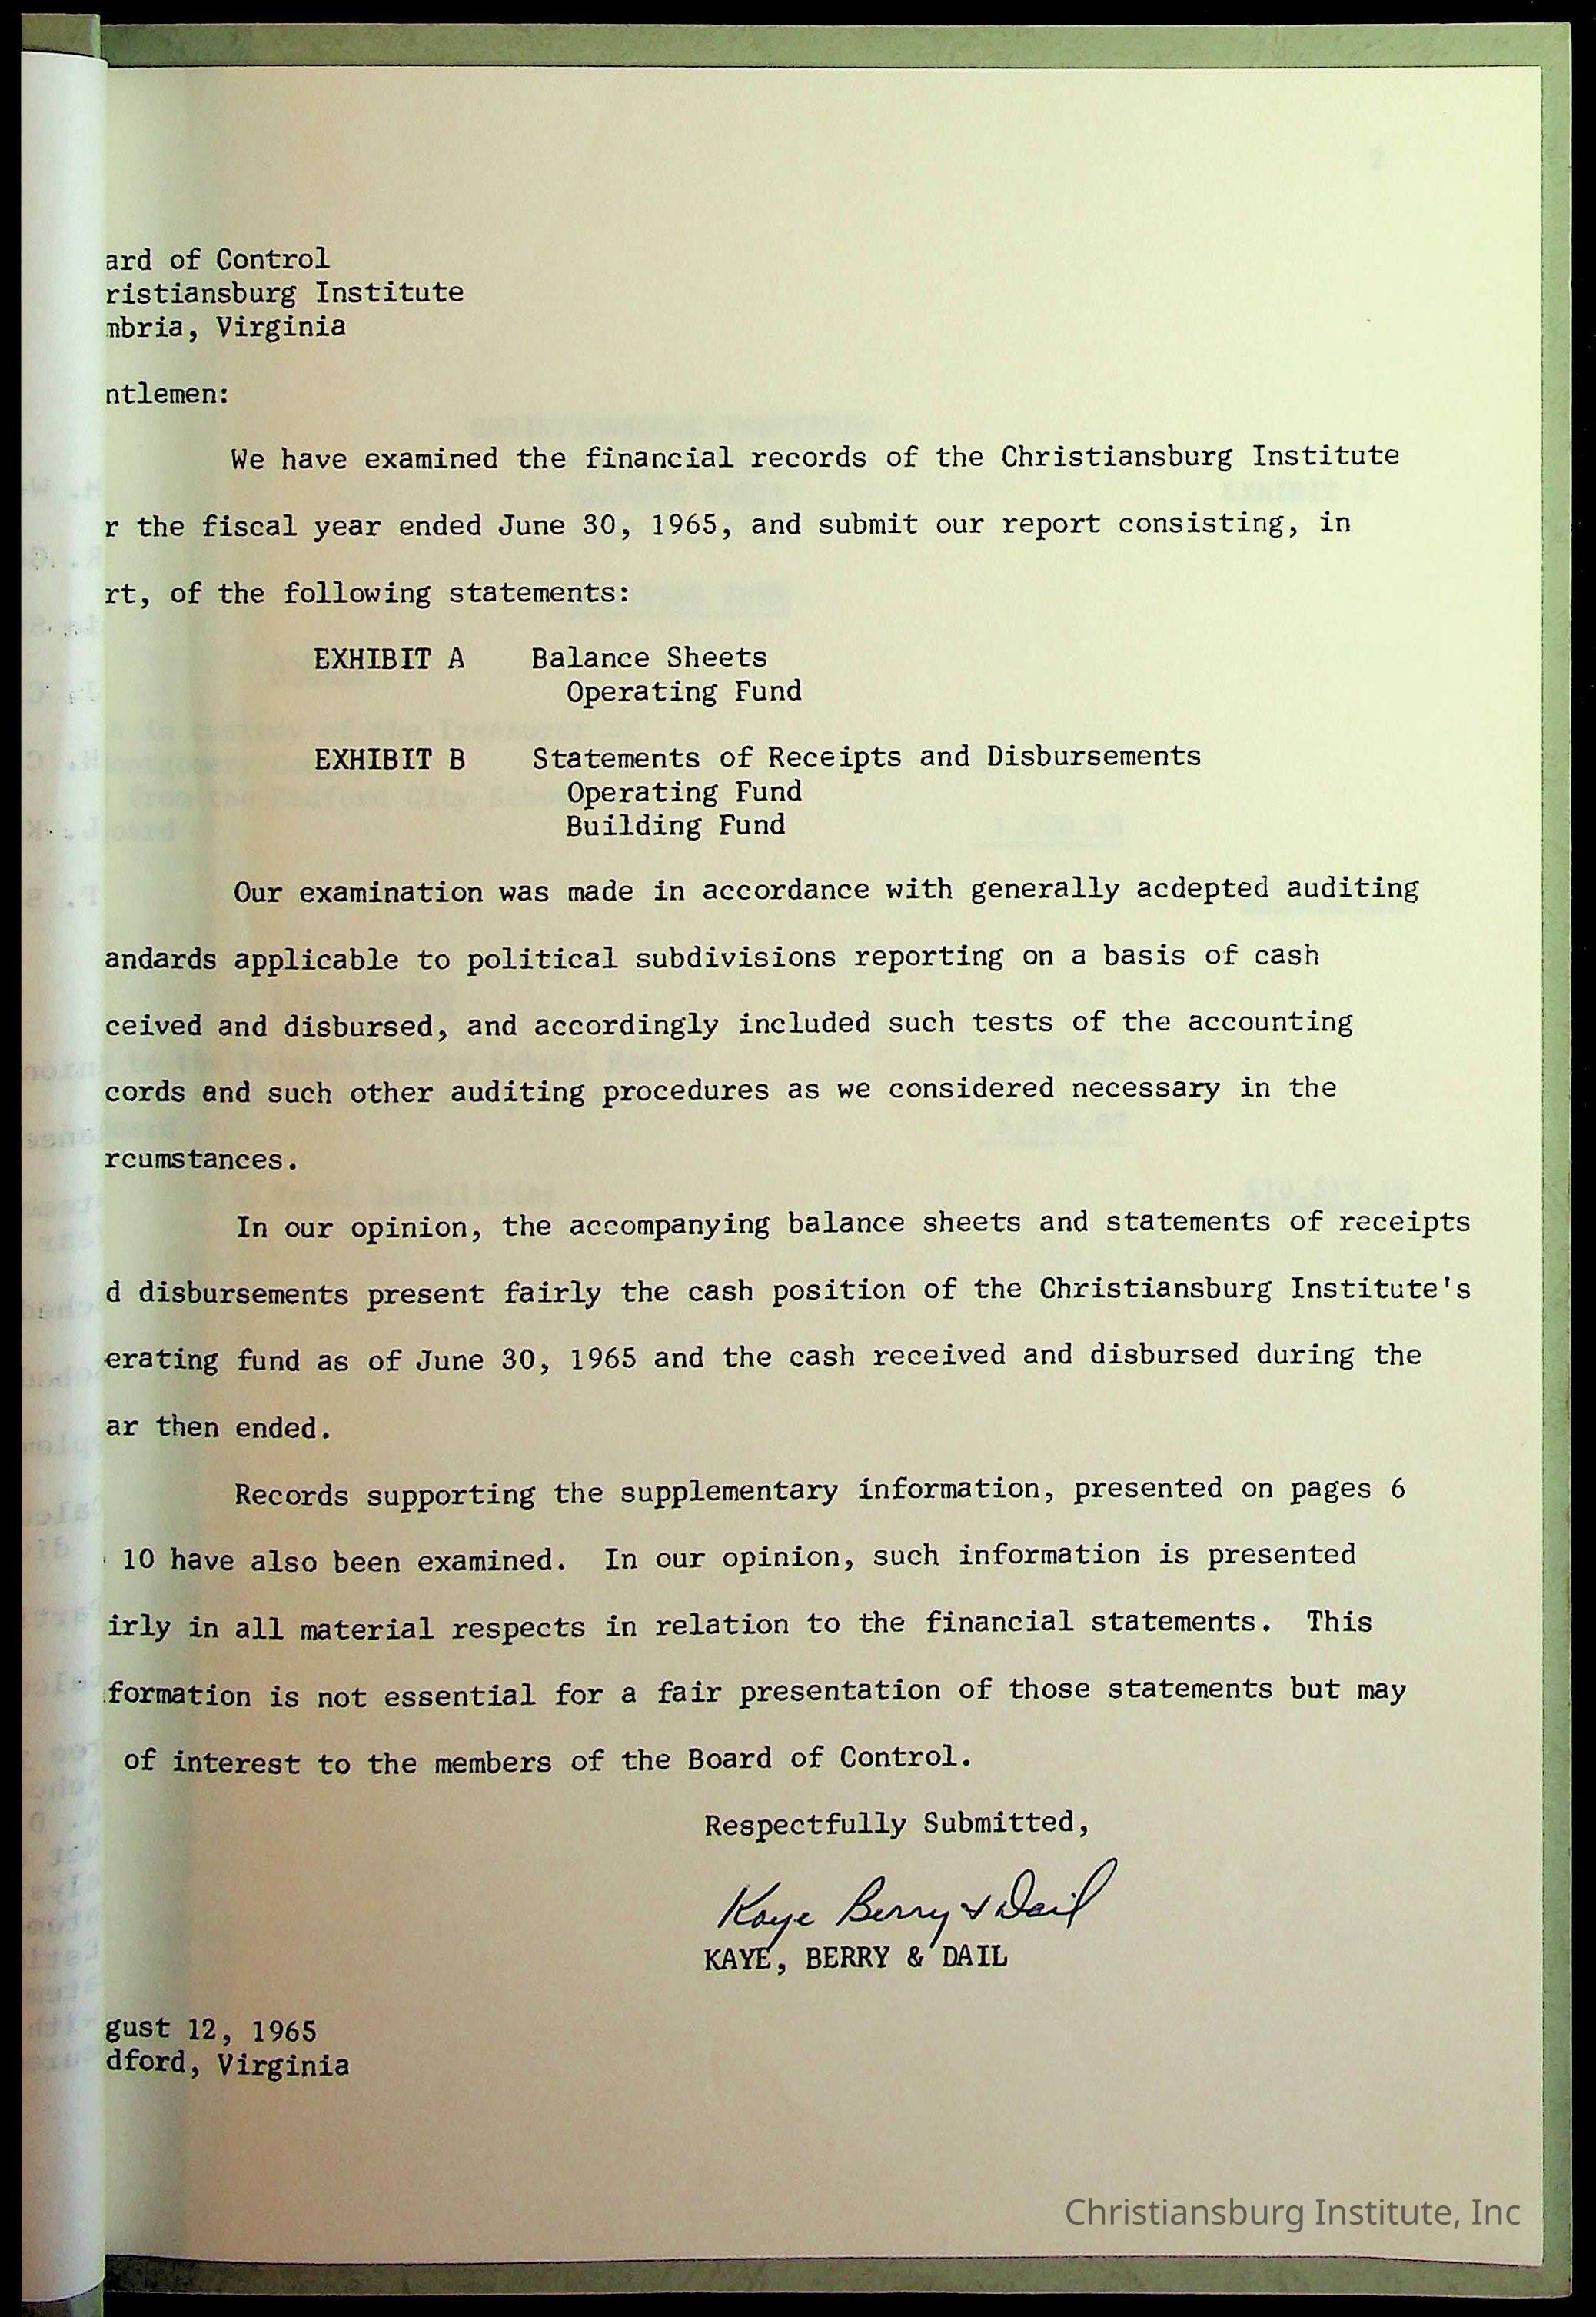 ard of Control
ristiansburg Institute
mbria, Virginia
ntlemen:
We have examined the financial records of the Christiansburg Institute
r the fiscal year ended June 30, 1965, and submit our report consisting, in
rt, of the following statements:
EXHIBIT A Balance Sheets
Operating Fund
EXHIBIT B Statements of Receipts and Disbursements
Operating Fund
Building Fund
Our examination was made in accordance with generally acdepted auditing
andards applicable to political subdivisions reporting on a basis of cash
ceived and disbursed, and accordingly included such tests of the accounting
cords and such other auditing procedures as we considered necessary in the
rcumstances.
In our opinion, the accompanying balance sheets and statements of receipts
d disbursements present fairly the cash position of the Christiansburg Institute's
erating fund as of June 30, 1965 and the cash received and disbursed during the
ar then ended.
Records supporting the supplementary information, presented on pages 6
10 have also been examined. In our opinion, such information is presented
irly in all material respects in relation to the financial statements. This
formation is not essential for a fair presentation of those statements but may
of interest to the members of the Board of Control.
Respectfully Submitted,
Kaye Berry & Dail
KAYE, BERRY & DAIL
gust 12, 1965
dford, Virginia
Christiansburg Institute, Inc